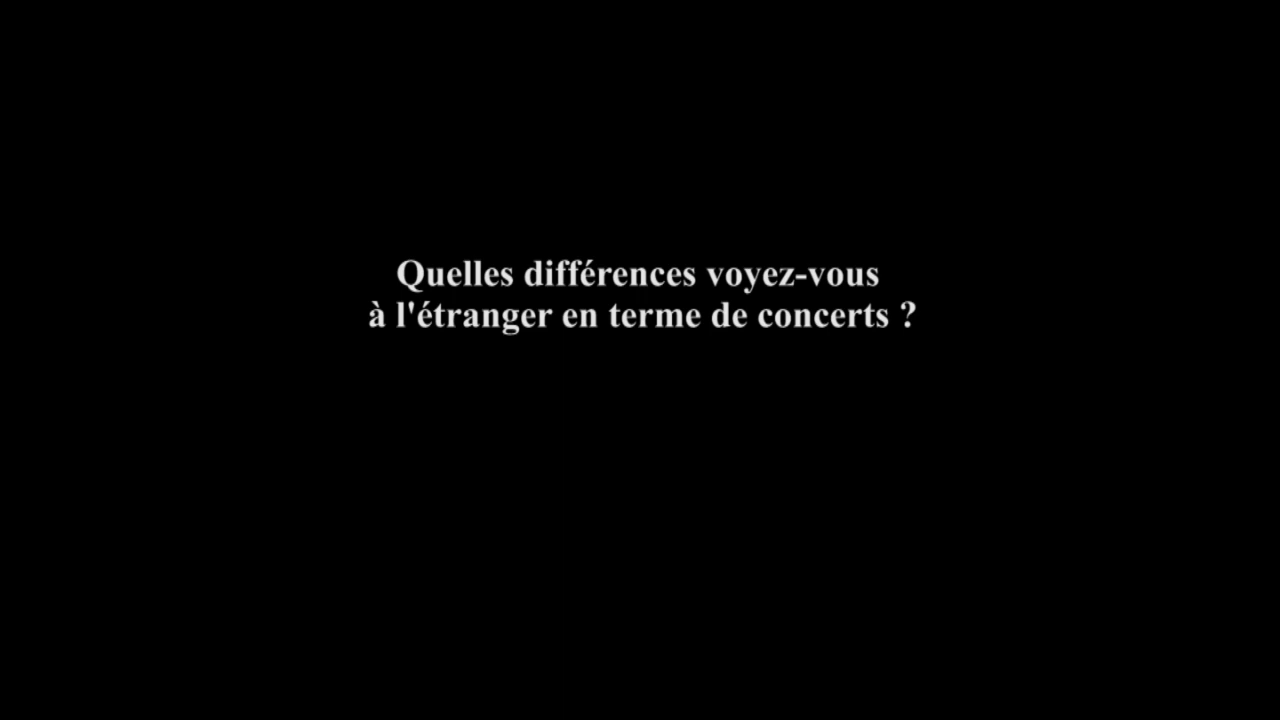 Quelles différences voyez-vous
à l'étranger en terme de concerts ?